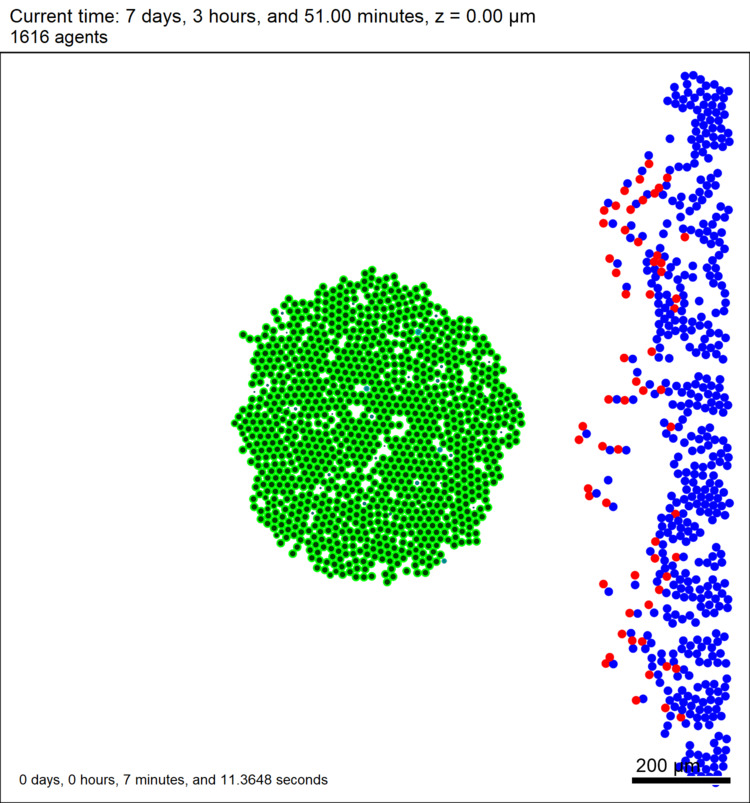 Current time: 7 days, 3 hours, and 51.00 minutes, z = 0.00 μm
1616 agents
200 μm
0 days, 0 hours, 7 minutes, and 11.3648 seconds